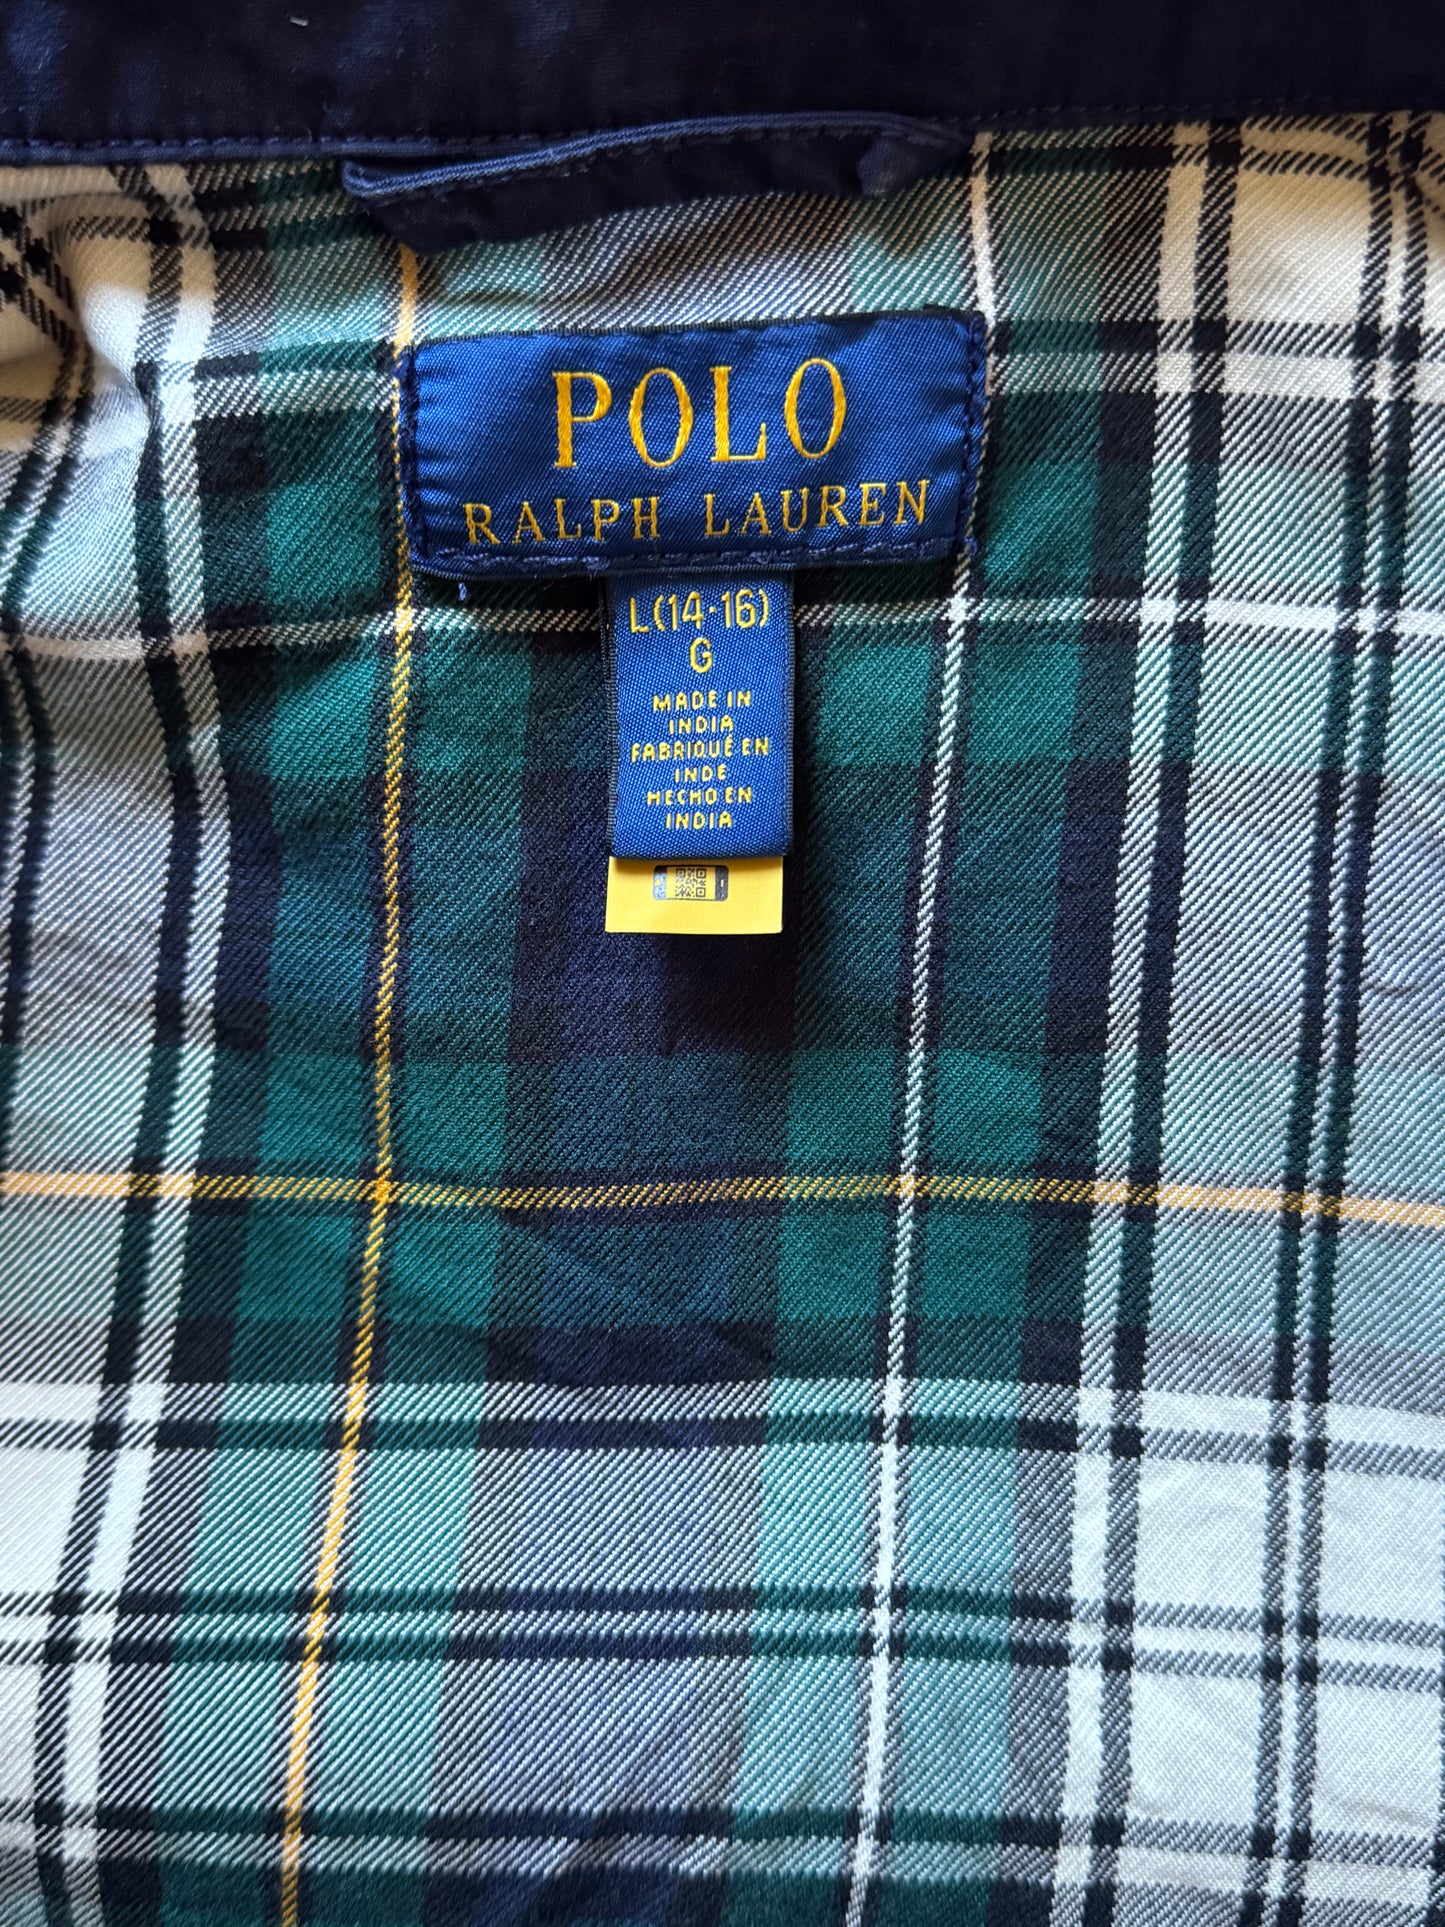 POLO
RALPH LAUREN
L(14-16)
G
MADE IN
INDIA
FABRIQUÉ EN
INDE
HECHO EN
INDIA